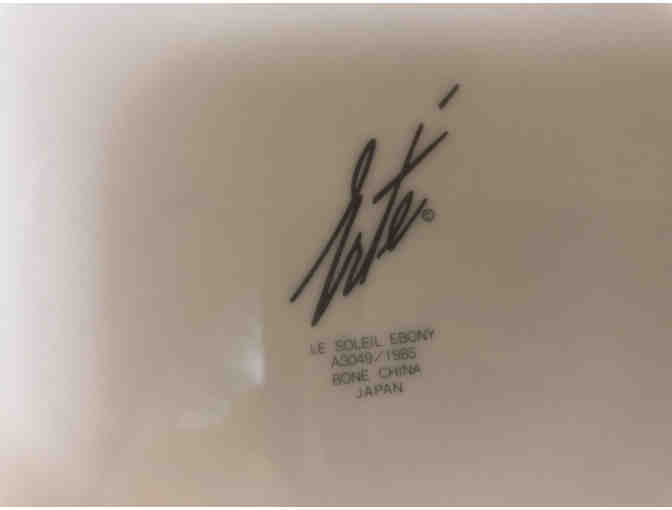 Erté ©
LE SOLEIL EBONY
A3049/1985
BONE CHINA
JAPAN